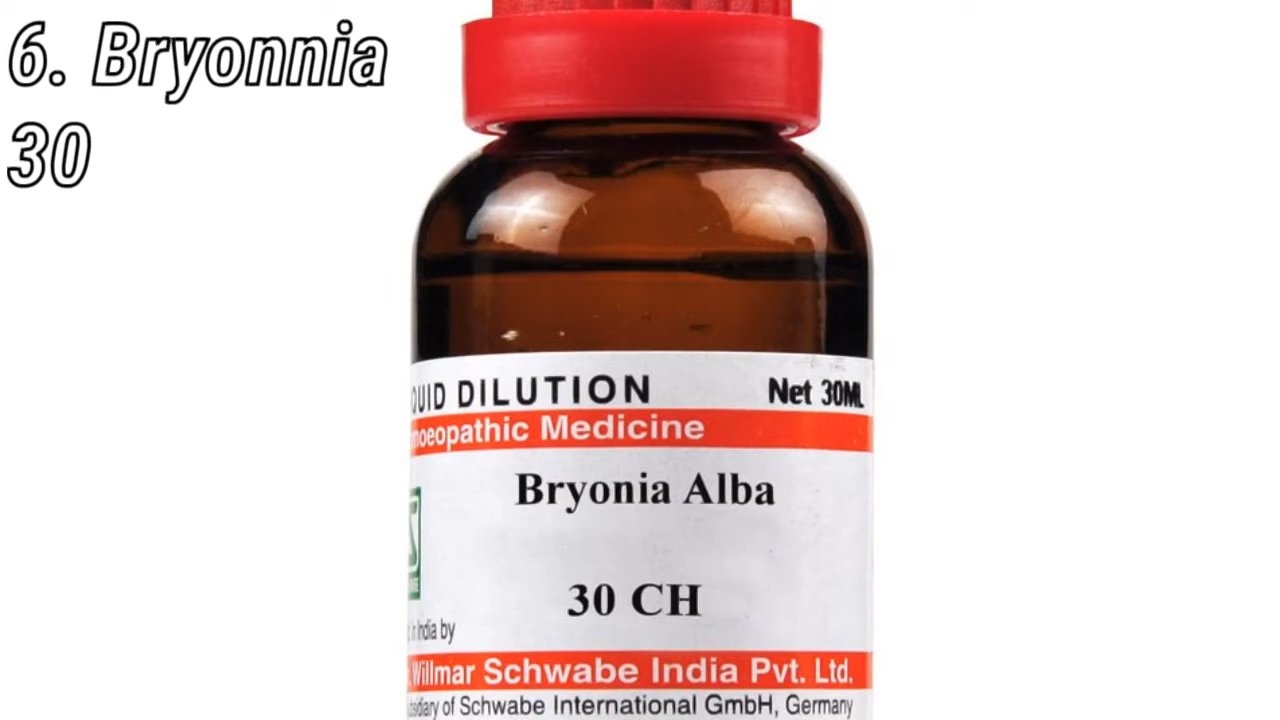 6. Bryonnia
30
QUID DILUTION
Net 30ML
moeopathic Medicine
Bryonia Alba
30 CH
in India by
Willmar Schwabe India Pvt. Ltd.
sidiary of Schwabe International GmbH, Germany